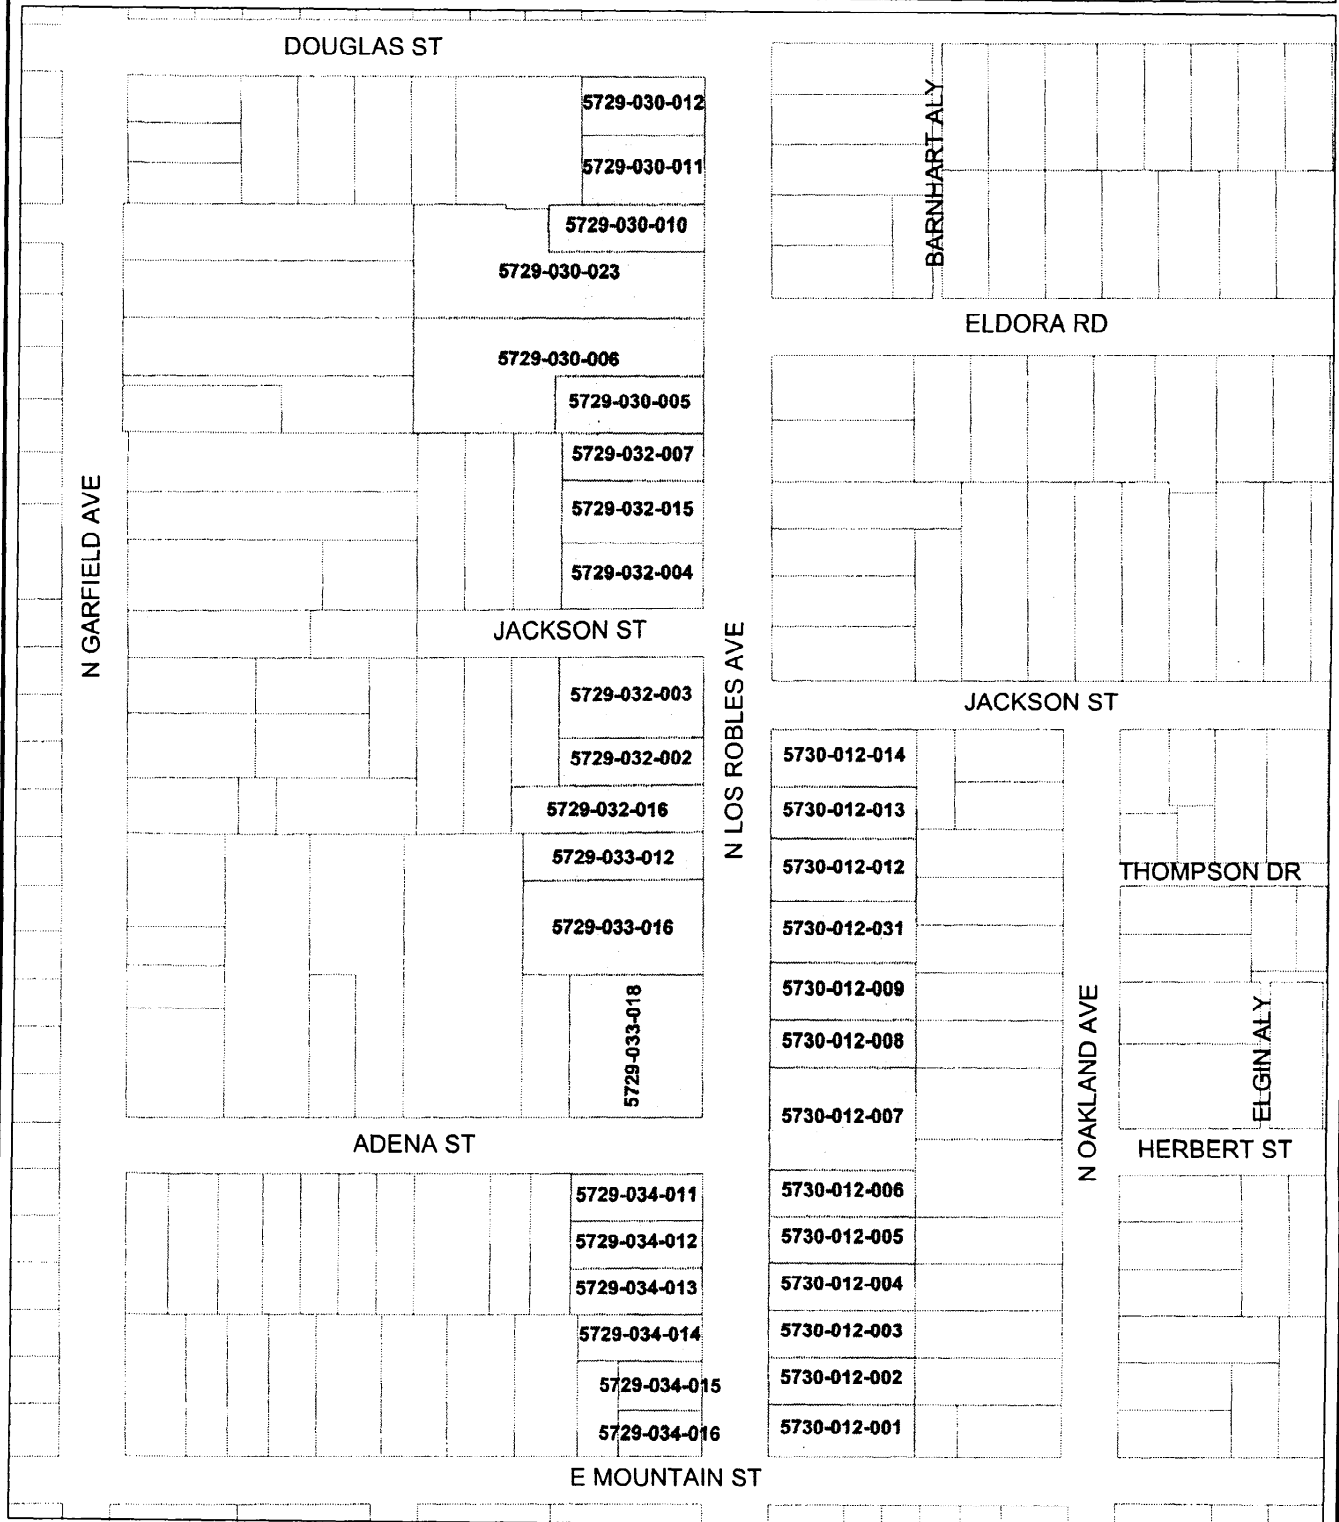 DOUGLAS ST
5729-030-012
BARNHART ALY
5729-030-011
5729-030-010
5729-030-023
ELDORA RD
5729-030-006
5729-030-005
5729-032-007
N GARFIELD AVE
5729-032-015
5729-032-004
JACKSON ST
N LOS ROBLES AVE
5729-032-003
JACKSON ST
5729-032-002
5730-012-014
5729-032-016
5730-012-013
5729-033-012
5730-012-012
THOMPSON DR
5729-033-016
5730-012-031
5730-012-009
5729-033-018
5730-012-008
N OAKLAND AVE
ELGIN ALY
5730-012-007
ADENA ST
HERBERT ST
5729-034-011
5730-012-006
5729-034-012
5730-012-005
5729-034-013
5730-012-004
5729-034-014
5730-012-003
5729-034-015
5730-012-002
5729-034-016
5730-012-001
E MOUNTAIN ST